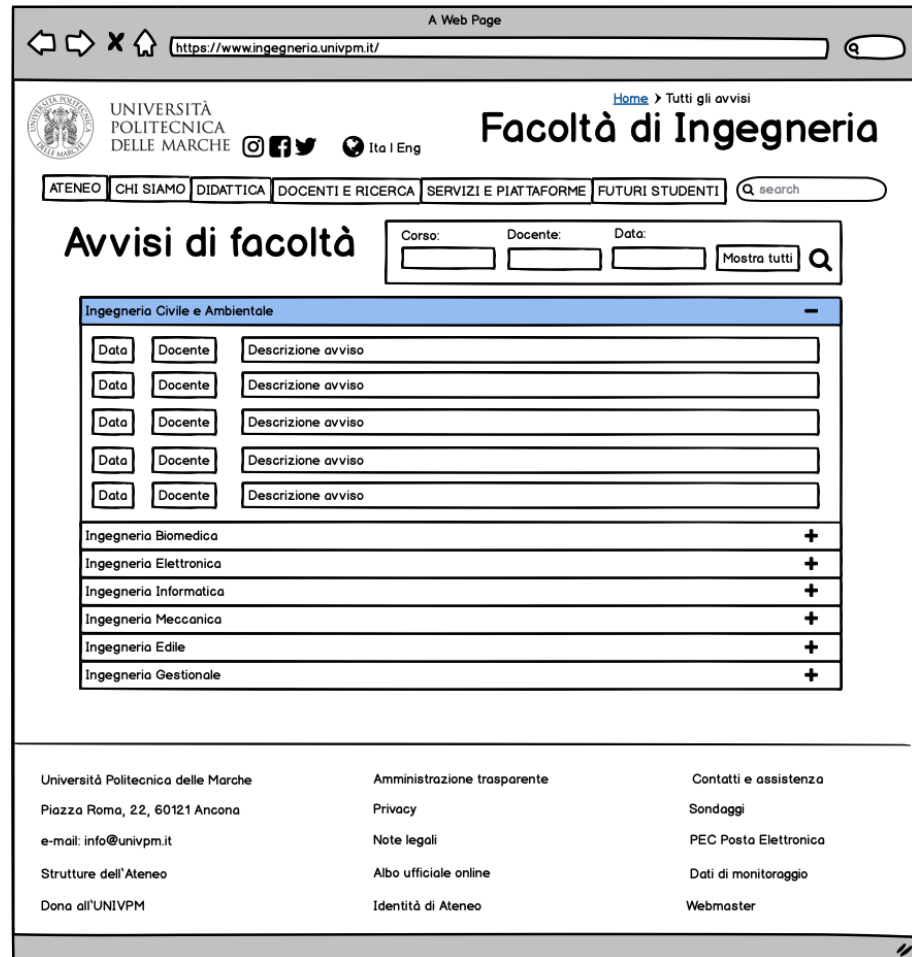 A Web Page
https://www.ingegneria.univpm.it/
Home > Tutti gli avvisi
UNIVERSITÀ
POLITECNICA
DELLE MARCHE
Ita | Eng
Facoltà di Ingegneria
ATENEO CHI SIAMO DIDATTICA DOCENTI E RICERCA SERVIZI E PIATTAFORME FUTURI STUDENTI search
Avvisi di facoltà
Corso: Docente: Data:
Mostra tutti
Ingegneria Civile e Ambientale
Data Docente Descrizione avviso
Data Docente Descrizione avviso
Data Docente Descrizione avviso
Data Docente Descrizione avviso
Data Docente Descrizione avviso
Ingegneria Biomedica
Ingegneria Elettronica
Ingegneria Informatica
Ingegneria Meccanica
Ingegneria Edile
Ingegneria Gestionale
Università Politecnica delle Marche Amministrazione trasparente Contatti e assistenza
Piazza Roma, 22, 60121 Ancona Privacy Sondaggi
e-mail: info@univpm.it Note legali PEC Posta Elettronica
Strutture dell`Ateneo Albo ufficiale online Dati di monitoraggio
Dona all'UNIVPM Identità di Ateneo Webmaster